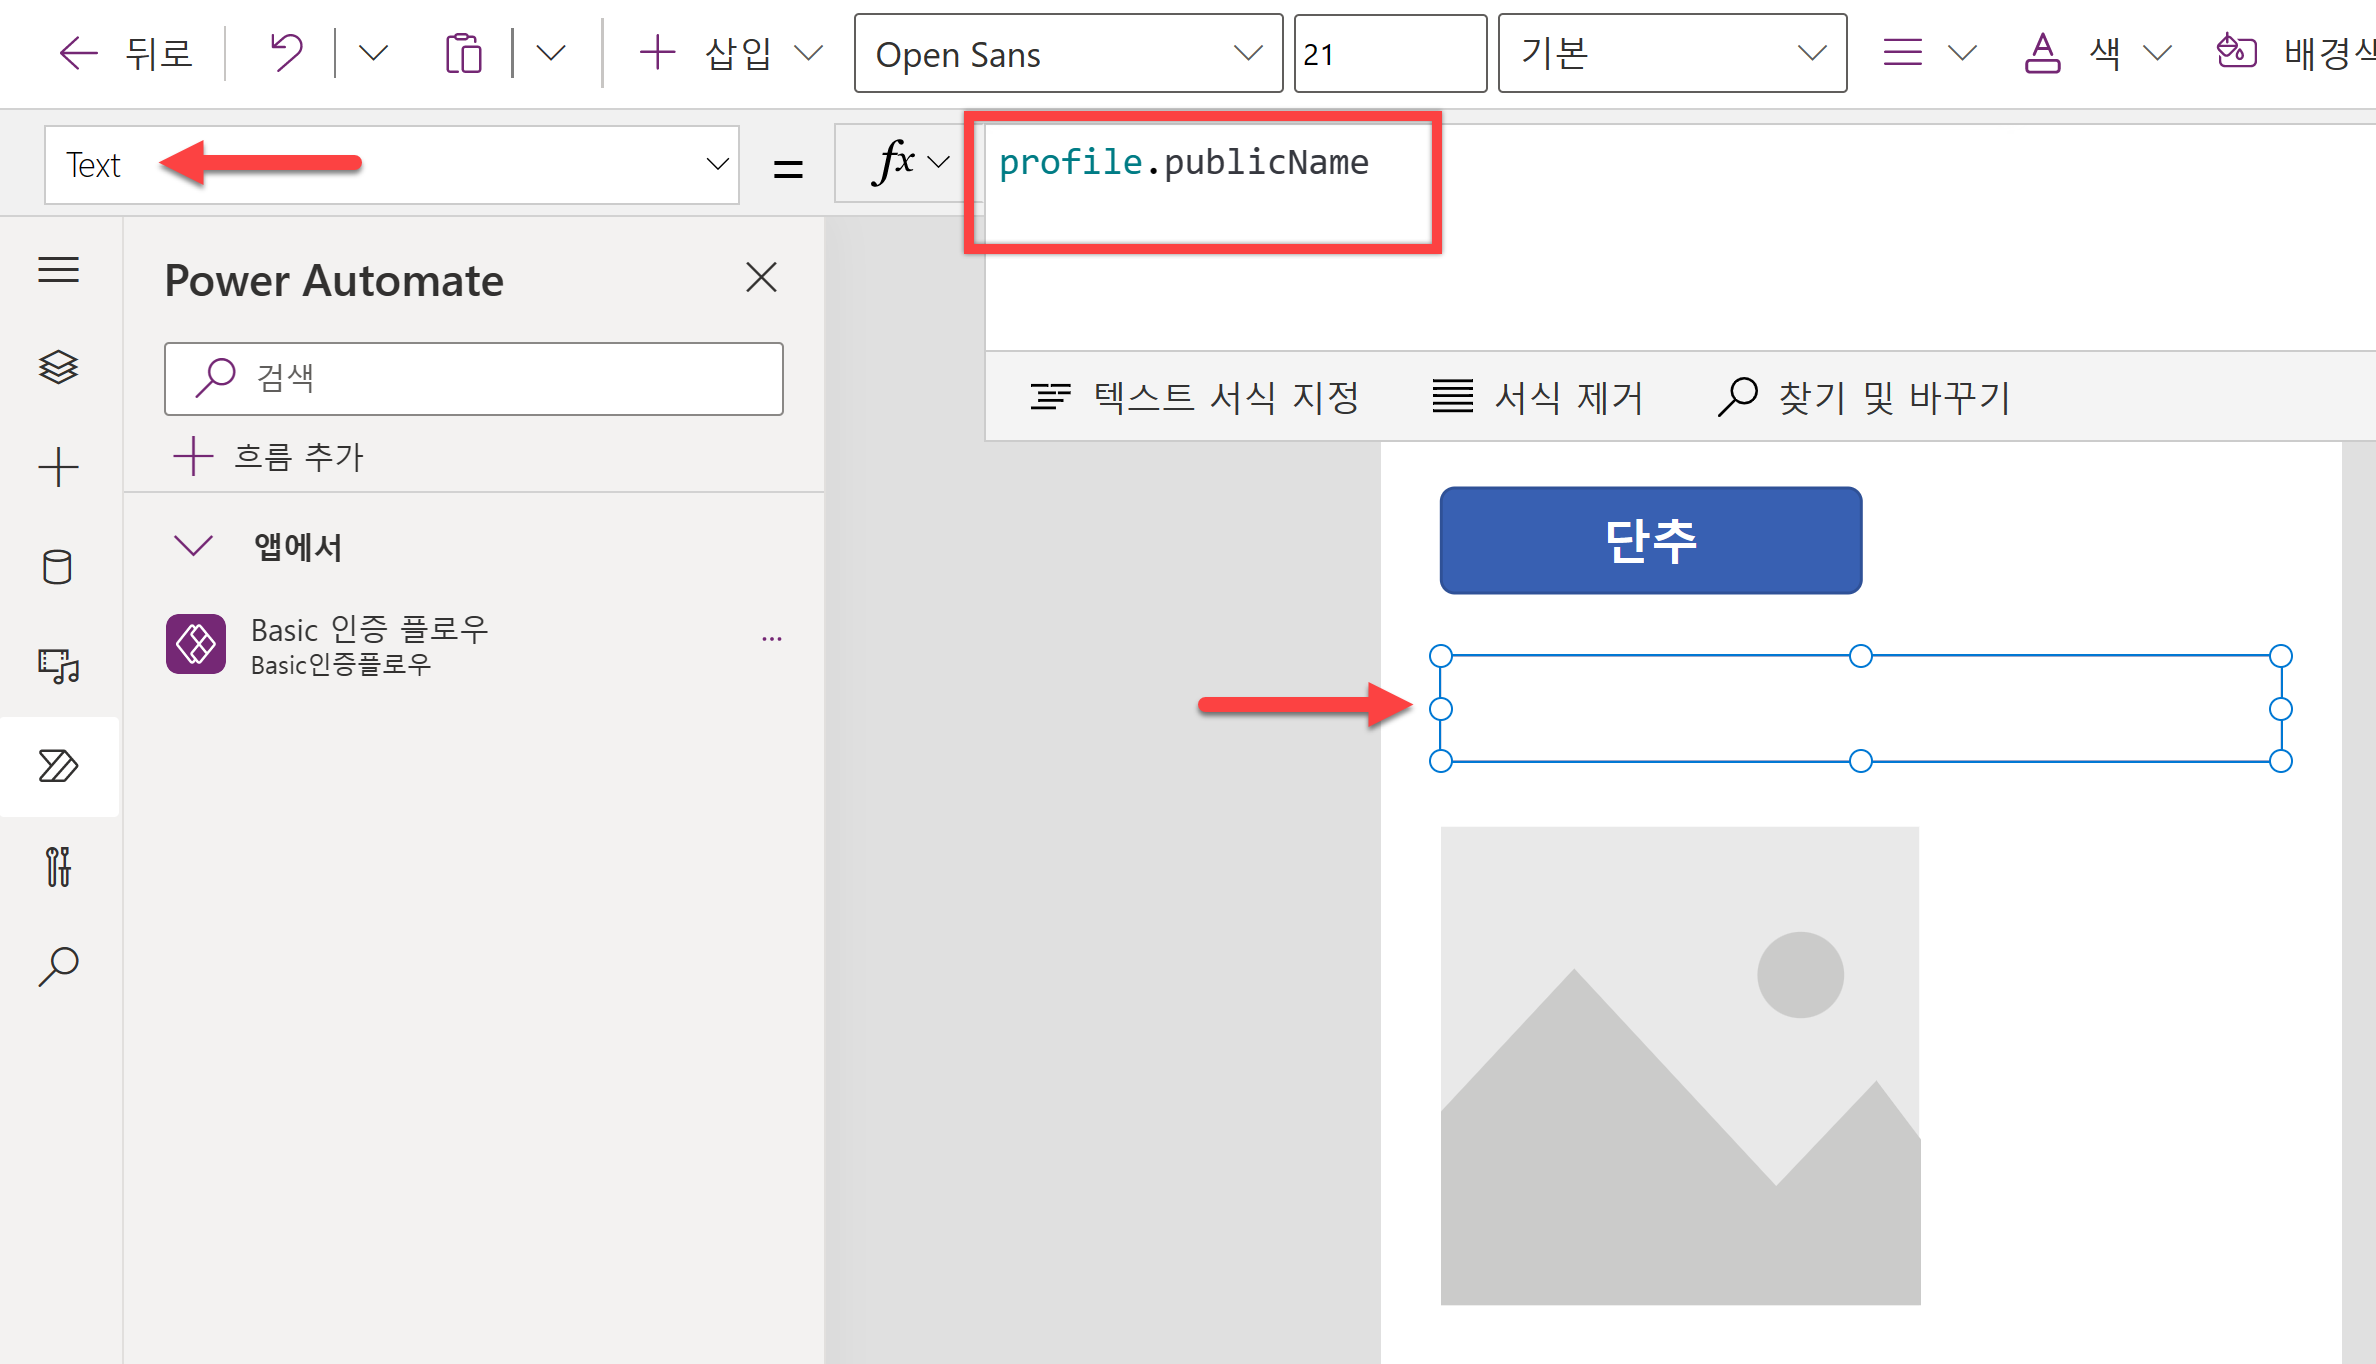 뒤로
삽입
Open Sans
21
기본
색
Text
=
fx
profile.publicName
Power Automate
검색
흐름 추가
앱에서
Basic 인증 플로우
Basic인증플로우
...
텍스트 서식 지정
서식 제거
찾기 및 바꾸기
단추